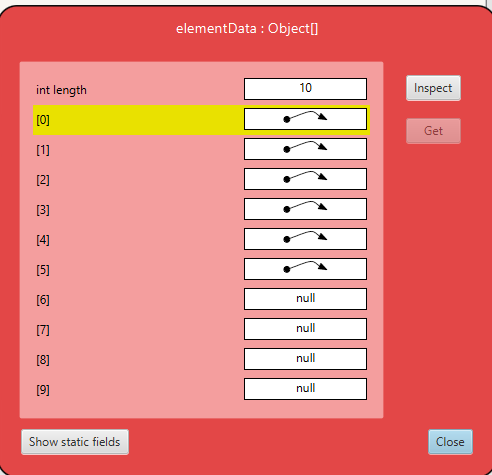 elementData : Object[]
int length 10
Inspect
[0]
Get
[1]
[2]
[3]
[4]
[5]
[6] null
[7] null
[8] null
[9] null
Show static fields Close